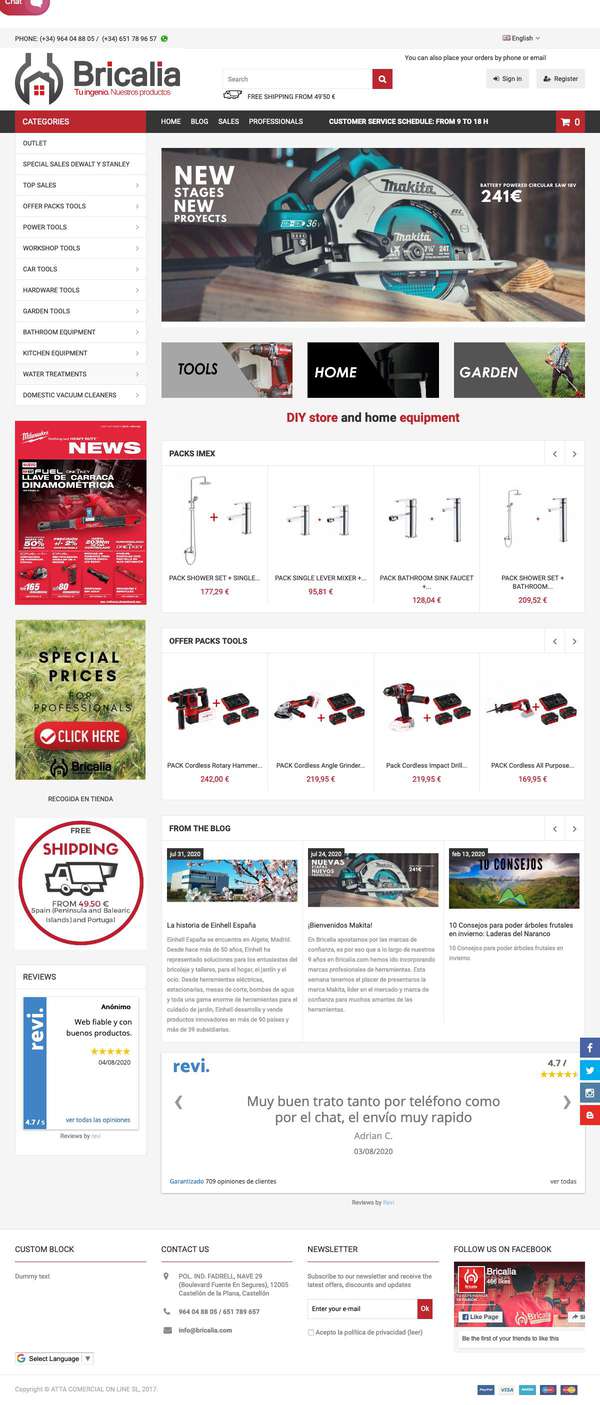 Chat
PHONE: (+34) 964 04 88 05 / (+34) 651 78 96 57
English
Bricalia
Tu ingenio. Nuestros productos
You can also place your orders by phone or email
Search
FREE SHIPPING FROM 49'50 €
Sign In
Register
CATEGORIES
HOME BLOG SALES PROFESSIONALS CUSTOMER SERVICE SCHEDULE: FROM 9 TO 18 H
0
OUTLET
SPECIAL SALES DEWALT Y STANLEY
TOP SALES
OFFER PACKS TOOLS
POWER TOOLS
WORKSHOP TOOLS
CAR TOOLS
HARDWARE TOOLS
GARDEN TOOLS
BATHROOM EQUIPMENT
KITCHEN EQUIPMENT
WATER TREATMENTS
DOMESTIC VACUUM CLEANERS
NEW
STAGES
NEW
PROYECTS
BATTERY POWERED CIRCULAR SAW 18V
241€
makita
36V
makita
TOOLS
HOME
GARDEN
DIY store and home equipment
Milwaukee
NEWS
FUEL ONE KEY
LLAVE DE CARRACA
DINAMOMÉTRICA
PACKS IMEX
PACK SHOWER SET + SINGLE...
177,29 €
PACK SINGLE LEVER MIXER +...
95,81 €
PACK BATHROOM SINK FAUCET
+...
128,04 €
PACK SHOWER SET +
BATHROOM...
209,52 €
SPECIAL
PRICES
FOR
PROFESSIONALS
CLICK HERE
Bricalia
OFFER PACKS TOOLS
PACK Cordless Rotary Hammer...
242,00 €
PACK Cordless Angle Grinder...
219,95 €
PACK Cordless Impact Drill...
219,95 €
PACK Cordless All Purpose...
169,95 €
RECOGIDA EN TIENDA
FREE
SHIPPING
FROM 49.50 €
Spain (Peninsula and Balearic
islands) and Portugal
FROM THE BLOG
jul 31, 2020
La historia de Einhell España
Einhell España se encuentra en Algete, Madrid.
Desde hace más de 50 años, Einhell ha
representado soluciones para los entusiastas del
bricolaje y talleres, para el hogar, el jardín y el
ocio. Desde herramientas eléctricas,
estacionarias, mesas de corte, bombas de agua
y toda una gama enorme de herramientas para el
cuidado de jardín, Einhell desarrolla y vende
productos innovadores en más de 90 países y
más de 39 subsidiarias.
jul 24, 2020
NUEVAS
ETAPAS
NUEVOS
PROYECTOS
241€
¡Bienvenidos Makita!
En Bricalia apostamos por las marcas de
confianza, es por eso que a lo largo de nuestros
9 años en Bricalia.com hemos ido incorporando
marcas profesionales de herramientas. Esta
semana tenemos el placer de presentaros la
marca Makita, líder en el mercado y marca de
confianza para muchos amantes de las
herramientas.
feb 13, 2020
10 CONSEJOS
10 Consejos para poder árboles frutales
en invierno: Laderas del Naranco
10 Consejos para poder árboles frutales en
invierno
REVIEWS
revi.
4.7 / 5
Anónimo
Web fiable y con
buenos productos.
04/08/2020
ver todas las opiniones
Reviews by revi
revi.
4.7 /
Muy buen trato tanto por teléfono como
por el chat, el envío muy rapido
Adrian C.
03/08/2020
Garantizado 709 opiniones de clientes
ver todas
Reviews by Revi
CUSTOM BLOCK
Dummy text
CONTACT US
POL. IND. FADRELL, NAVE 29
(Boulevard Fuente En Segures), 12005
Castellón de la Plana, Castellón
964 04 88 05 / 651 789 657
info@bricalia.com
NEWSLETTER
Subscribe to our newsletter and receive the
latest offers, discounts and updates
Enter your e-mail
Ok
Acepto la política de privacidad (leer)
FOLLOW US ON FACEBOOK
Bricalia
486 likes
Like Page
Be the first of your friends to like this
Select Language
Copyright © ATTA COMERCIAL ON LINE SL, 2017.
PayPal
VISA